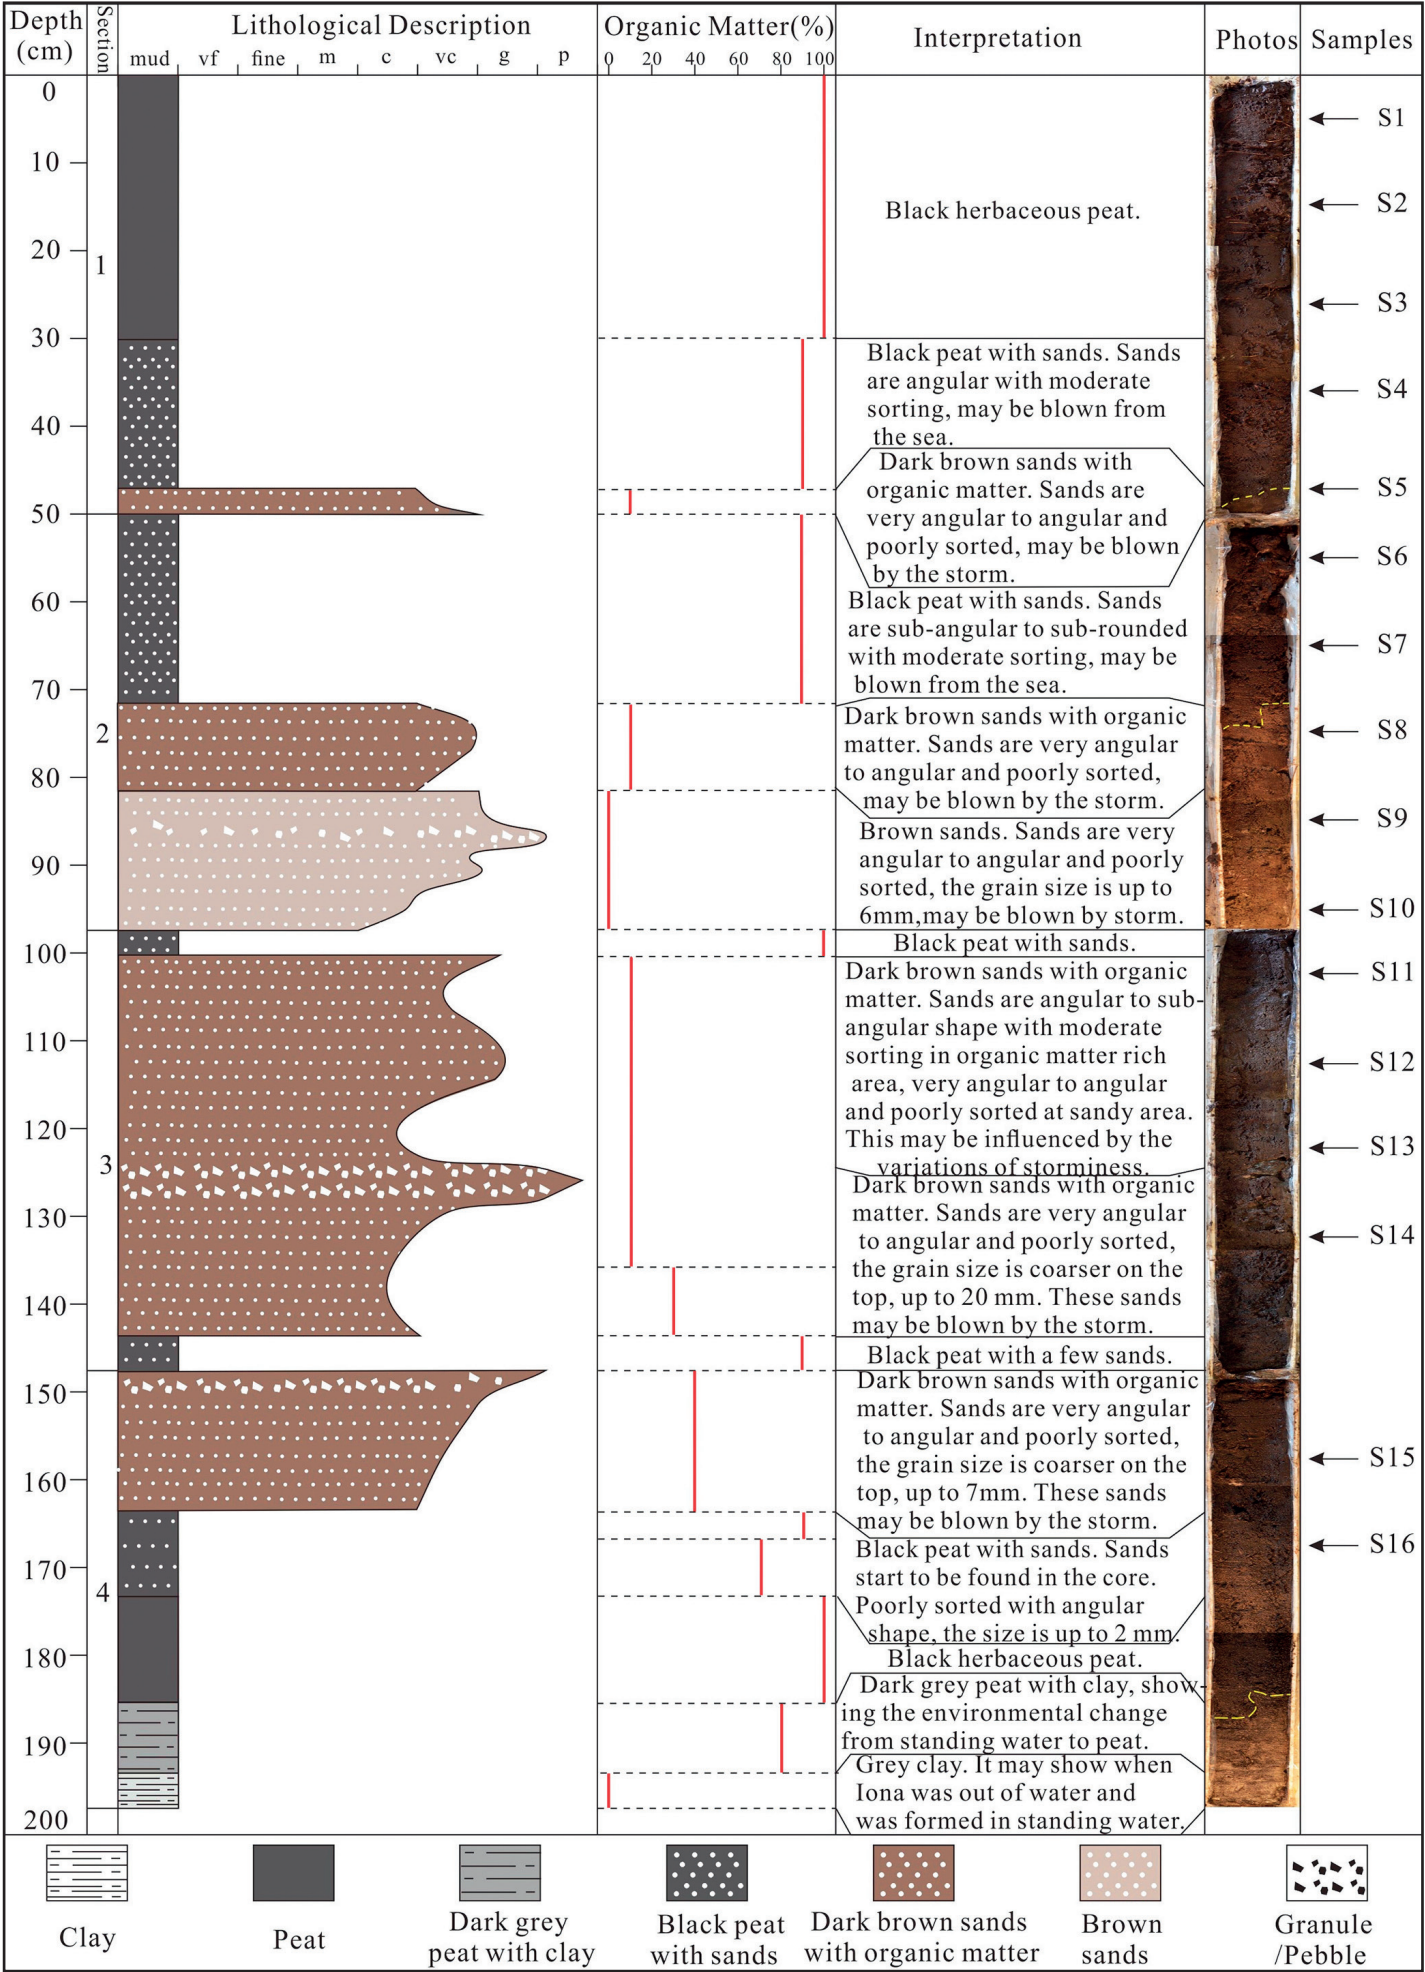 Depth
(cm)
Section
Lithological Description
mud vf fine m c vc g p
Organic Matter(%)
0 20 40 60 80 100
Interpretation
Photos
Samples
0
10
20
30
40
50
60
70
80
90
100
110
120
130
140
150
160
170
180
190
200
1
2
3
4
Black herbaceous peat.
Black peat with sands. Sands
are angular with moderate
sorting, may be blown from
the sea.
Dark brown sands with
organic matter. Sands are
very angular to angular and
poorly sorted, may be blown
by the storm.
Black peat with sands. Sands
are sub-angular to sub-rounded
with moderate sorting, may be
blown from the sea.
Dark brown sands with organic
matter. Sands are very angular
to angular and poorly sorted,
may be blown by the storm.
Brown sands. Sands are very
angular to angular and poorly
sorted, the grain size is up to
6mm,may be blown by storm.
Black peat with sands.
Dark brown sands with organic
matter. Sands are angular to sub-
angular shape with moderate
sorting in organic matter rich
area, very angular to angular
and poorly sorted at sandy area.
This may be influenced by the
variations of storminess.
Dark brown sands with organic
matter. Sands are very angular
to angular and poorly sorted,
the grain size is coarser on the
top, up to 20 mm. These sands
may be blown by the storm.
Black peat with a few sands.
Dark brown sands with organic
matter. Sands are very angular
to angular and poorly sorted,
the grain size is coarser on the
top, up to 7mm. These sands
may be blown by the storm.
Black peat with sands. Sands
start to be found in the core.
Poorly sorted with angular
shape, the size is up to 2 mm.
Black herbaceous peat.
Dark grey peat with clay, show-
ing the environmental change
from standing water to peat.
Grey clay. It may show when
Iona was out of water and
was formed in standing water.
S1
S2
S3
S4
S5
S6
S7
S8
S9
S10
S11
S12
S13
S14
S15
S16
Clay
Peat
Dark grey
peat with clay
Black peat
with sands
Dark brown sands
with organic matter
Brown
sands
Granule
/Pebble